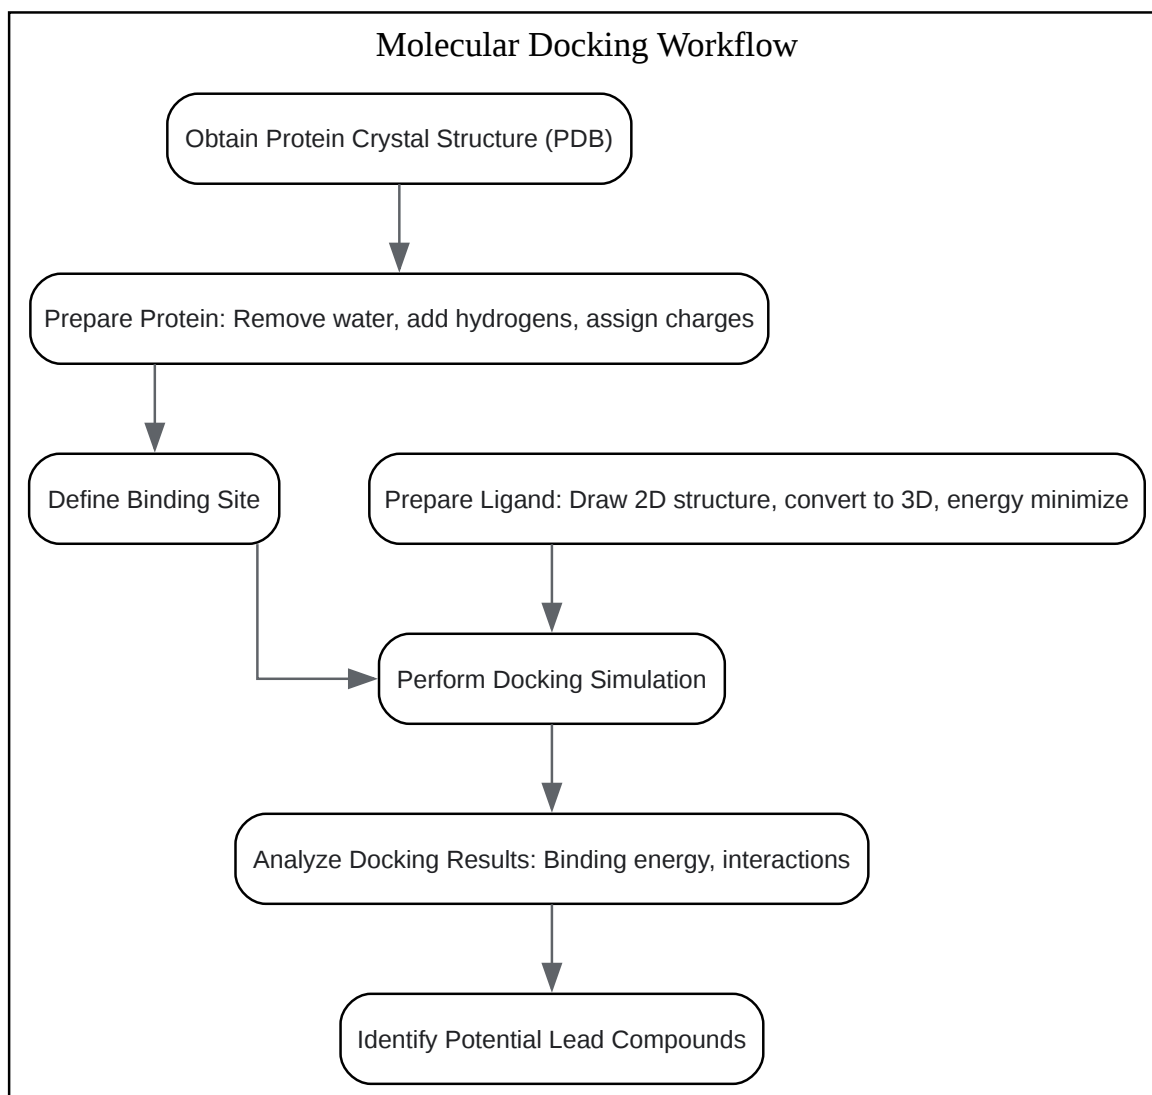 Molecular Docking Workflow
Obtain Protein Crystal Structure (PDB)
Prepare Protein: Remove water, add hydrogens, assign charges
Define Binding Site
Prepare Ligand: Draw 2D structure, convert to 3D, energy minimize
Perform Docking Simulation
Analyze Docking Results: Binding energy, interactions
Identify Potential Lead Compounds